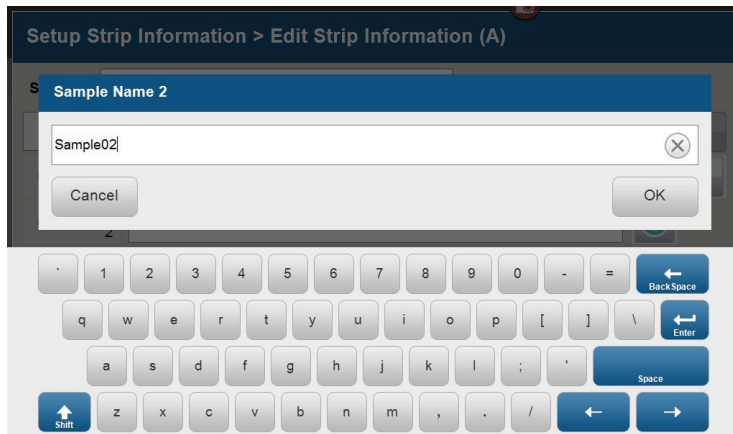 Setup Strip Information > Edit Strip Information (A)
S
Sample Name 2
Sample02
Cancel
OK
2
` 1 2 3 4 5 6 7 8 9 0 - = BackSpace
q w e r t y u i o p [ ] \ Enter
a s d f g h j k l ; ' Space
Shift z x c v b n m , . /